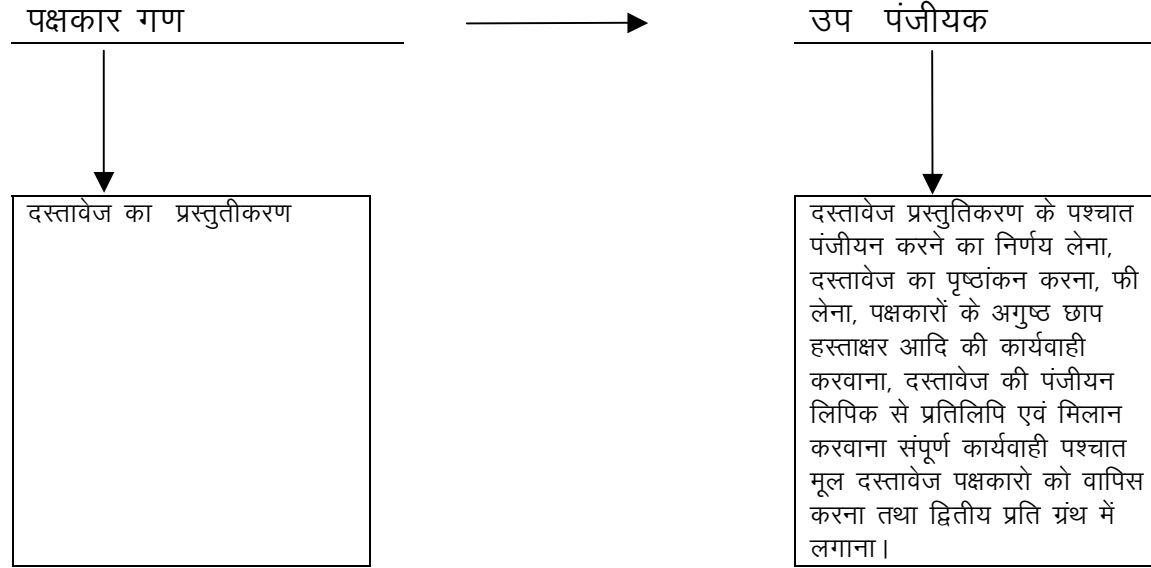 पक्षकार गण
उप पंजीयक
दस्तावेज का प्रस्तुतीकरण
दस्तावेज प्रस्तुतिकरण के पश्चात
पंजीयन करने का निर्णय लेना,
दस्तावेज का पृष्ठांकन करना, फी
लेना, पक्षकारों के अगुष्ठ छाप
हस्ताक्षर आदि की कार्यवाही
करवाना, दस्तावेज की पंजीयन
लिपिक से प्रतिलिपि एवं मिलान
करवाना संपूर्ण कार्यवाही पश्चात
मूल दस्तावेज पक्षकारो को वापिस
करना तथा द्वितीय प्रति ग्रंथ में
लगाना।